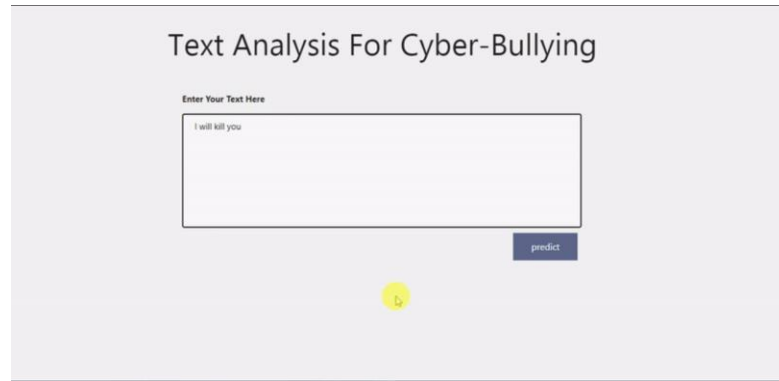 Text Analysis For Cyber-Bullying
Enter Your Text Here
I will kill you
predict